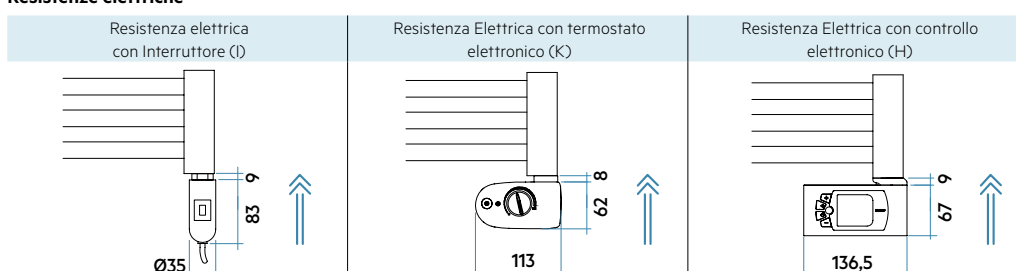 Resistenze elettriche
Resistenza elettrica
con Interruttore (I)
Resistenza Elettrica con termostato
elettronico (K)
Resistenza Elettrica con controllo
elettronico (H)
9
83
Ø35
8
62
113
9
67
136,5